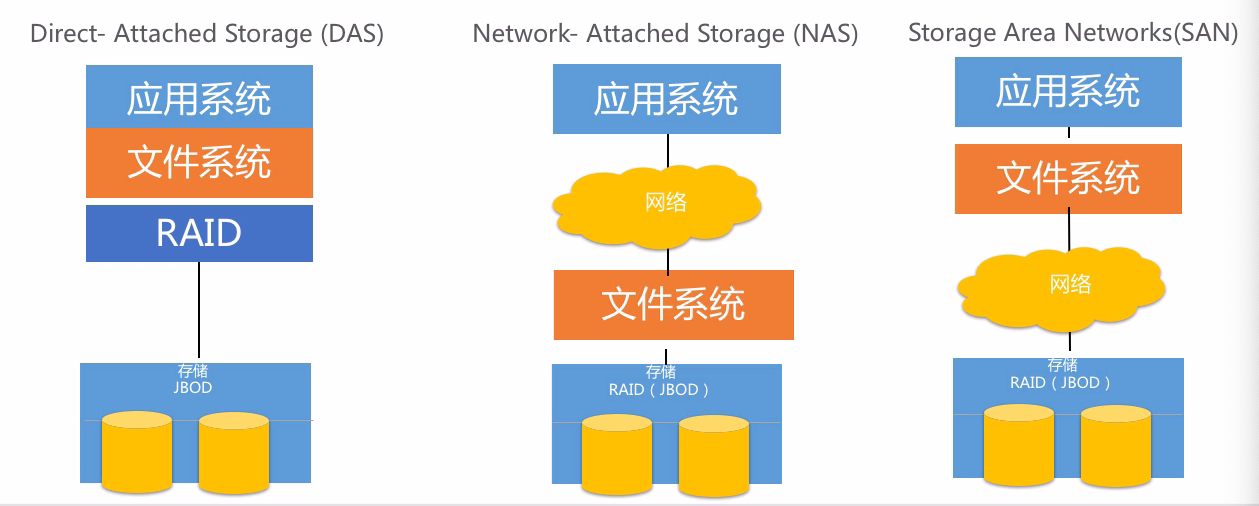 Direct- Attached Storage (DAS)
应用系统
文件系统
RAID
存储
JBOD
Network- Attached Storage (NAS)
应用系统
网络
文件系统
存储
RAID（JBOD）
Storage Area Networks(SAN)
应用系统
文件系统
网络
存储
RAID（JBOD）